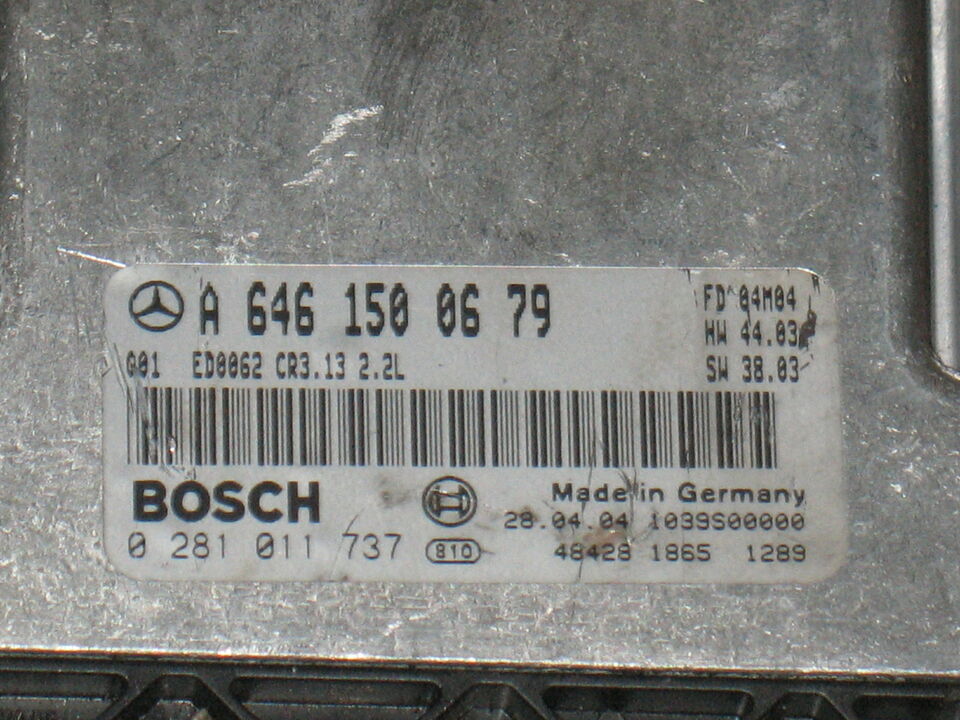 A 646 150 06 79
FD 04M04
HW 44.03
G01 ED0062 CR3.13 2.2L
SW 38.03
BOSCH
Made in Germany
28.04.04 1039S00000
0 281 011 737 810
48428 1865 1289